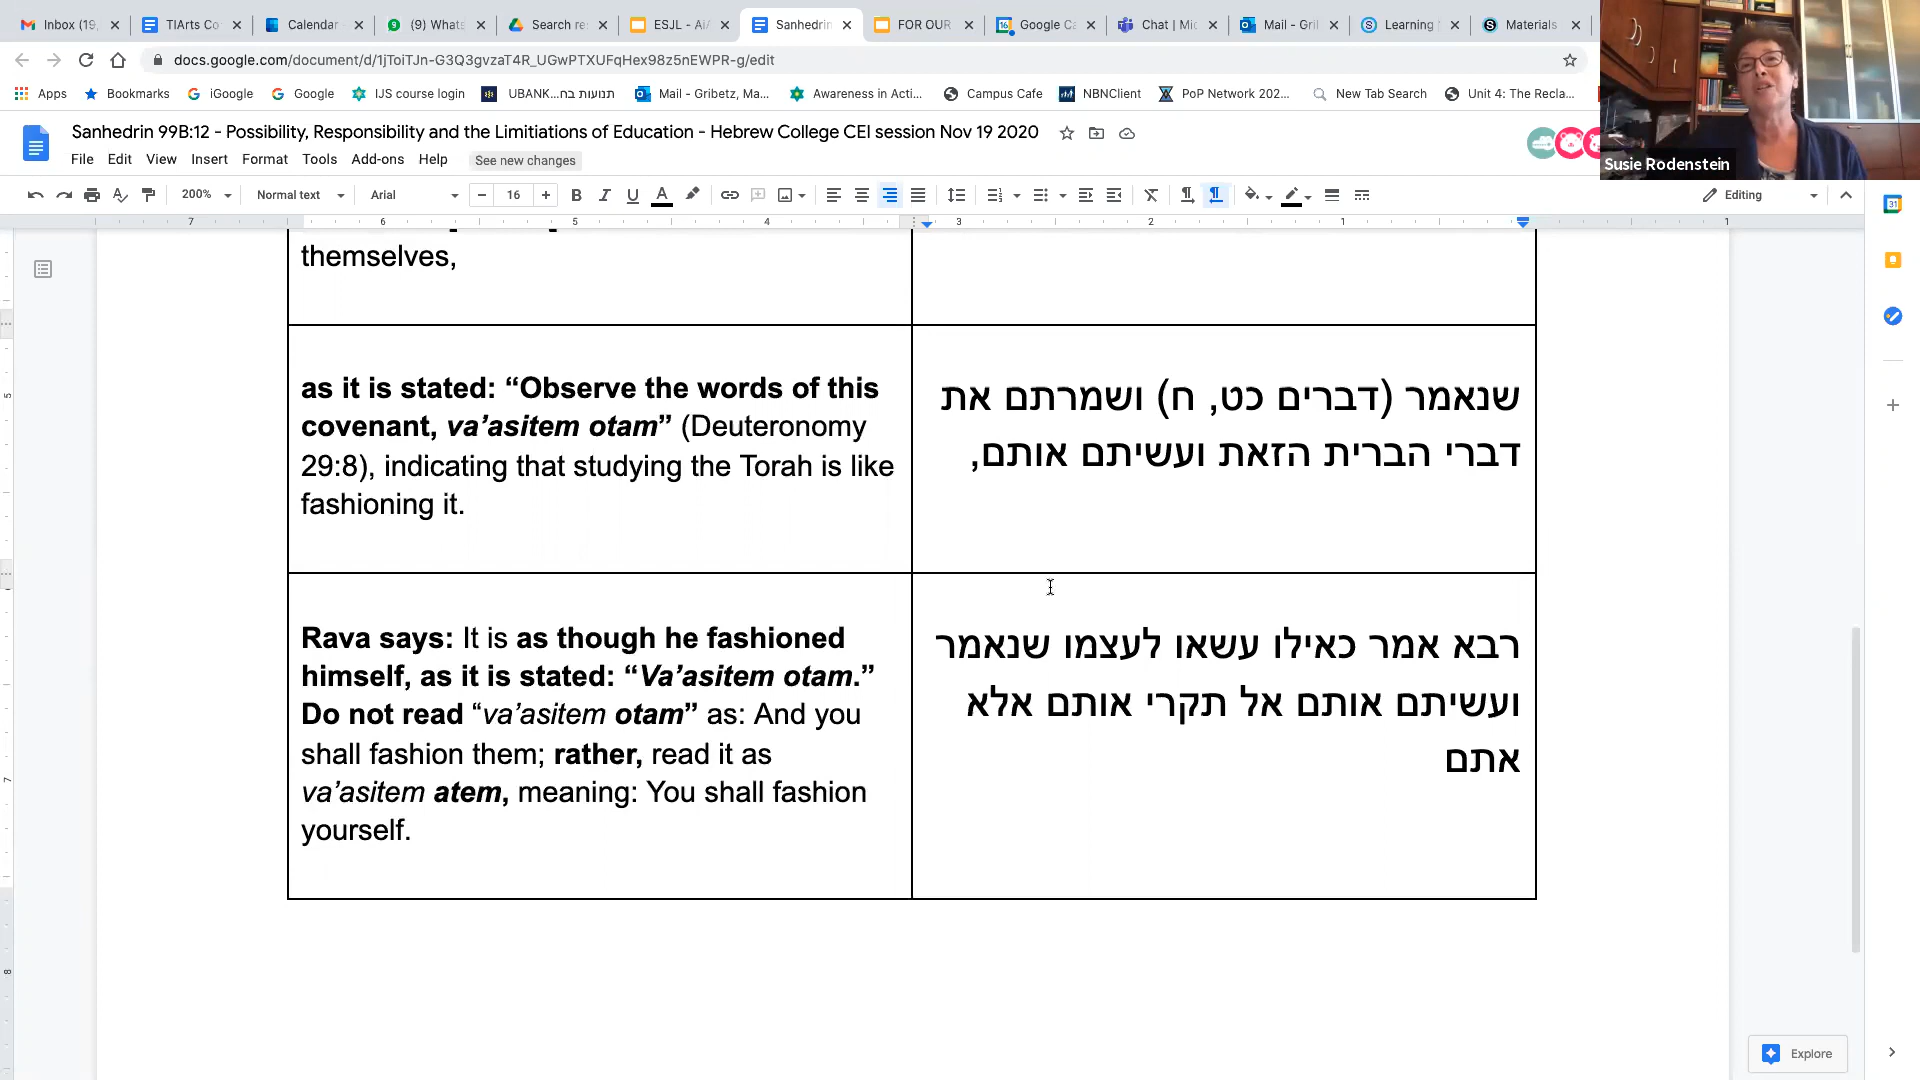 Inbox (19,
TIArts Co
Calendar
(9) Whats
Search re
ESJL - Ai/
Sanhedrin
FOR OUR
Google Ca
Chat | Mic
Mail - Grib
Learning
Materials
docs.google.com/document/d/1jToiTJn-G3Q3gvzaT4R_UGwPTXUFqHex98z5nEWPR-g/edit
Apps
Bookmarks
iGoogle
Google
IJS course login
UBANK...תנועות בח
Mail - Gribetz, Ma...
Awareness in Acti...
Campus Cafe
NBNClient
PoP Network 202...
New Tab Search
Unit 4: The Recla...
Sanhedrin 99B:12 - Possibility, Responsibility and the Limitiations of Education - Hebrew College CEI session Nov 19 2020
File Edit View Insert Format Tools Add-ons Help See new changes
Susie Rodenstein
200% Normal text Arial 16 Editing
7 6 5 4 3 2 1 1
themselves,
as it is stated: “Observe the words of this
covenant, va’asitem otam” (Deuteronomy
29:8), indicating that studying the Torah is like
fashioning it.
שנאמר (דברים כט, ח) ושמרתם את
דברי הברית הזאת ועשיתם אותם,
Rava says: It is as though he fashioned
himself, as it is stated: “Va’asitem otam.”
Do not read “va’asitem otam” as: And you
shall fashion them; rather, read it as
va’asitem atem, meaning: You shall fashion
yourself.
רבא אמר כאילו עשאו לעצמו שנאמר
ועשיתם אותם אל תקרי אותם אלא
אתם
Explore